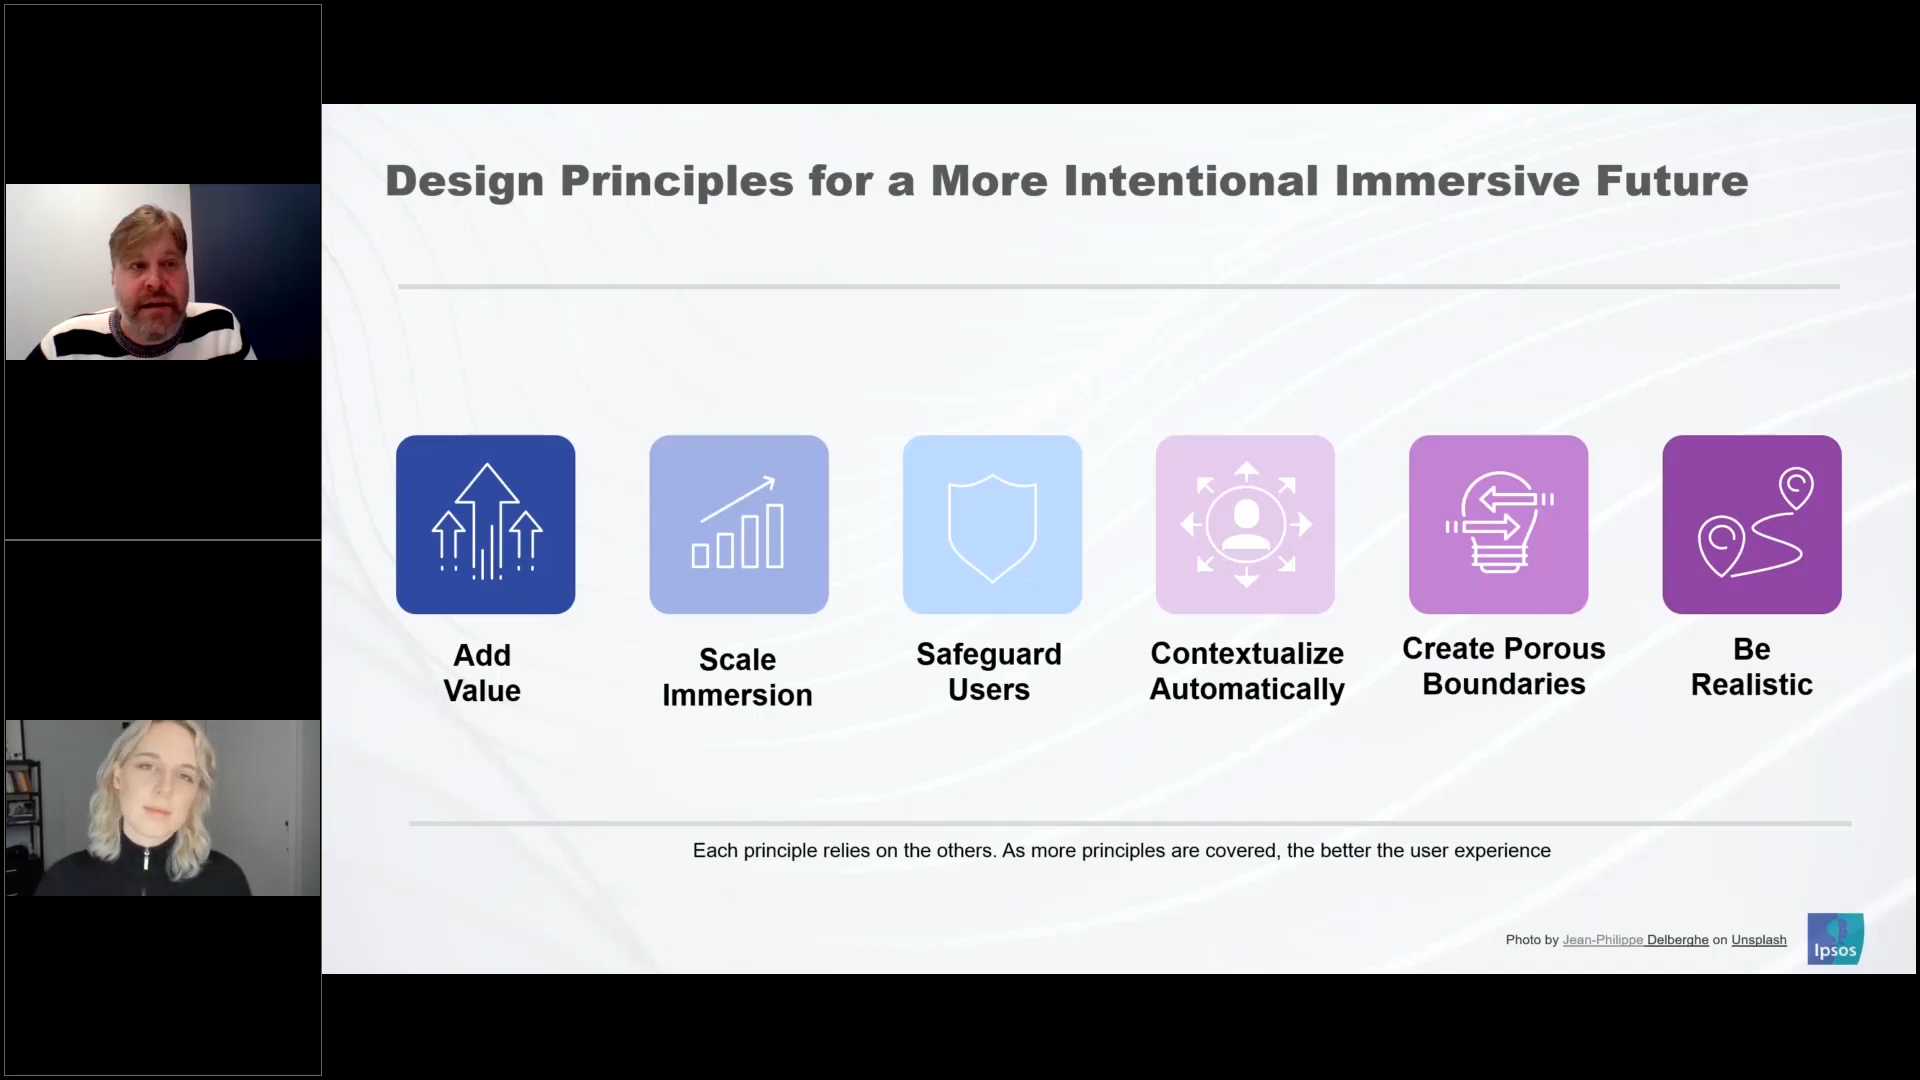 Design Principles for a More Intentional Immersive Future
Add
Value
Scale
Immersion
Safeguard
Users
Contextualize
Automatically
Create Porous
Boundaries
Be
Realistic
Each principle relies on the others. As more principles are covered, the better the user experience
Photo by Jean-Philippe Delberghe on Unsplash
Ipsos